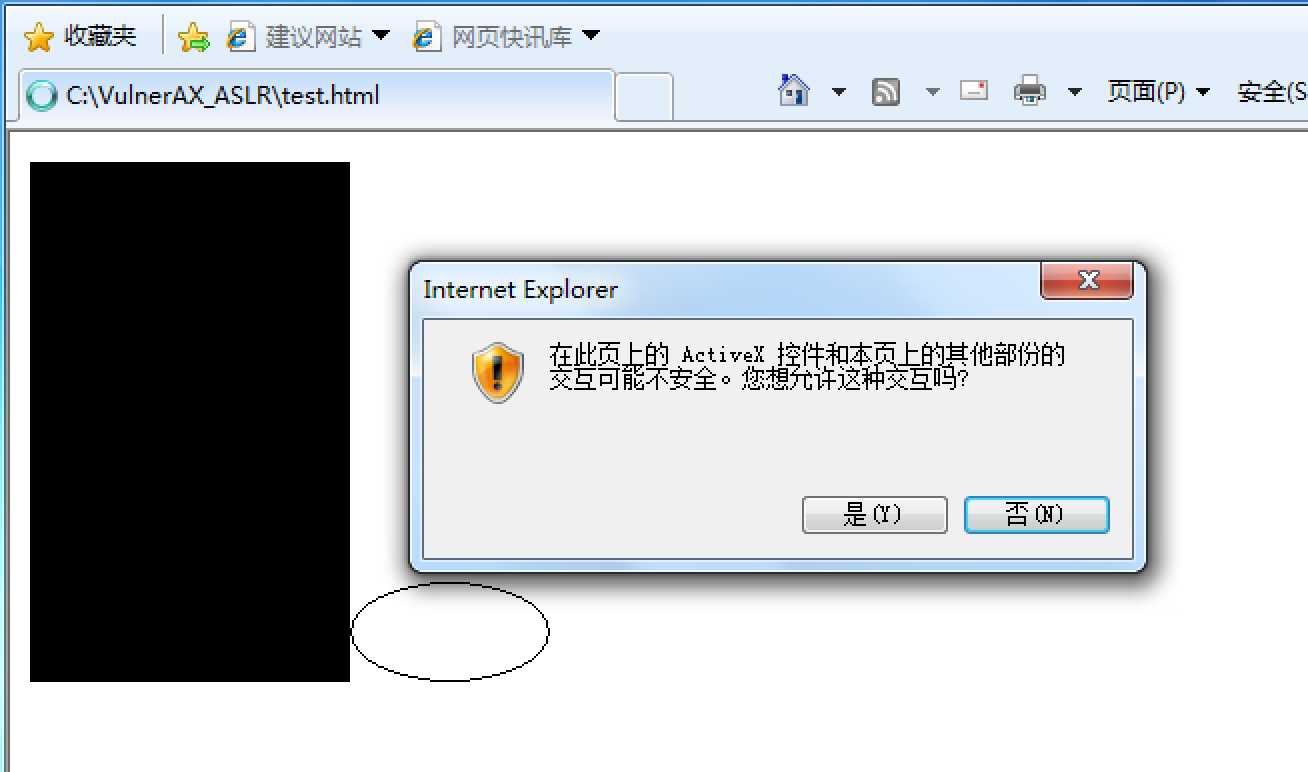 收藏夹 建议网站 网页快讯库
C:\VulnerAX_ASLR\test.html 页面(P) 安全(S
Internet Explorer
在此页上的 ActiveX 控件和本页上的其他部份的
交互可能不安全。您想允许这种交互吗?
是(Y) 否(N)